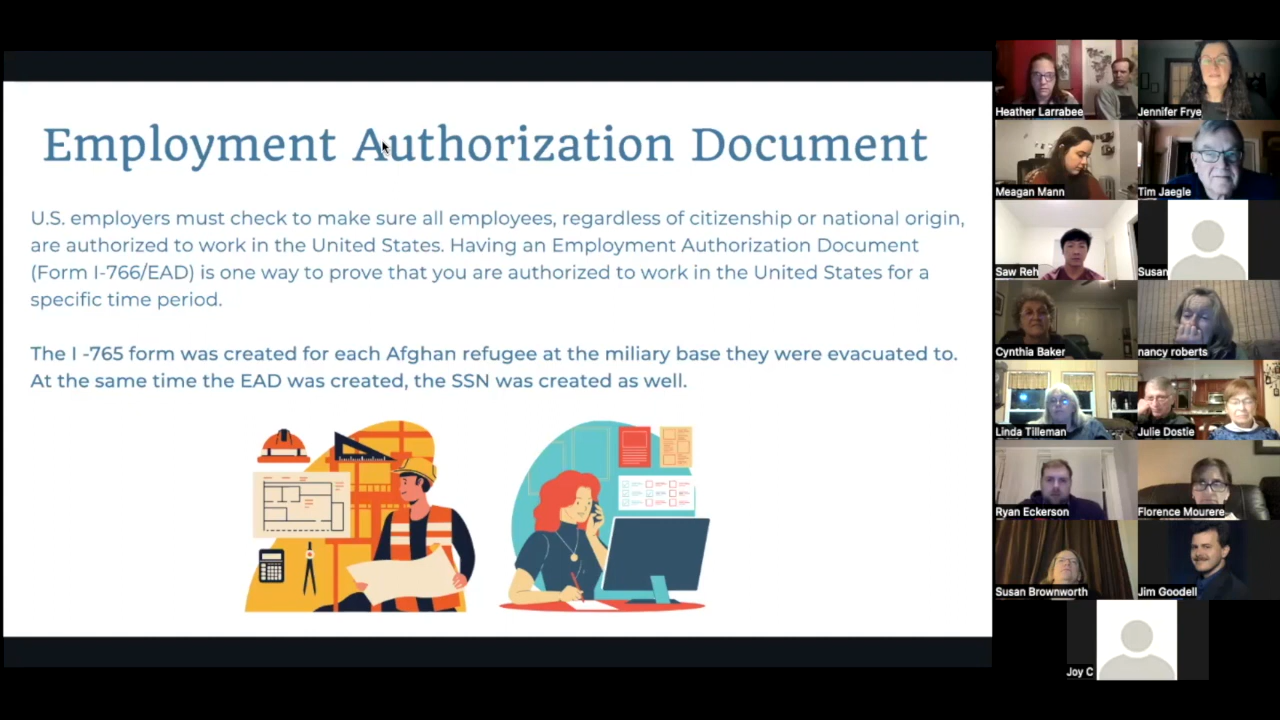 Employment Authorization Document
U.S. employers must check to make sure all employees, regardless of citizenship or national origin,
are authorized to work in the United States. Having an Employment Authorization Document
(Form I-766/EAD) is one way to prove that you are authorized to work in the United States for a
specific time period.
The I -765 form was created for each Afghan refugee at the miliary base they were evacuated to.
At the same time the EAD was created, the SSN was created as well.
Heather Larrabee
Jennifer Frye
Meagan Mann
Tim Jaegle
Saw Reh
Susan
Cynthia Baker
nancy roberts
Linda Tilleman
Julie Dostie
Ryan Eckerson
Florence Mourere
Susan Brownworth
Jim Goodell
Joy C